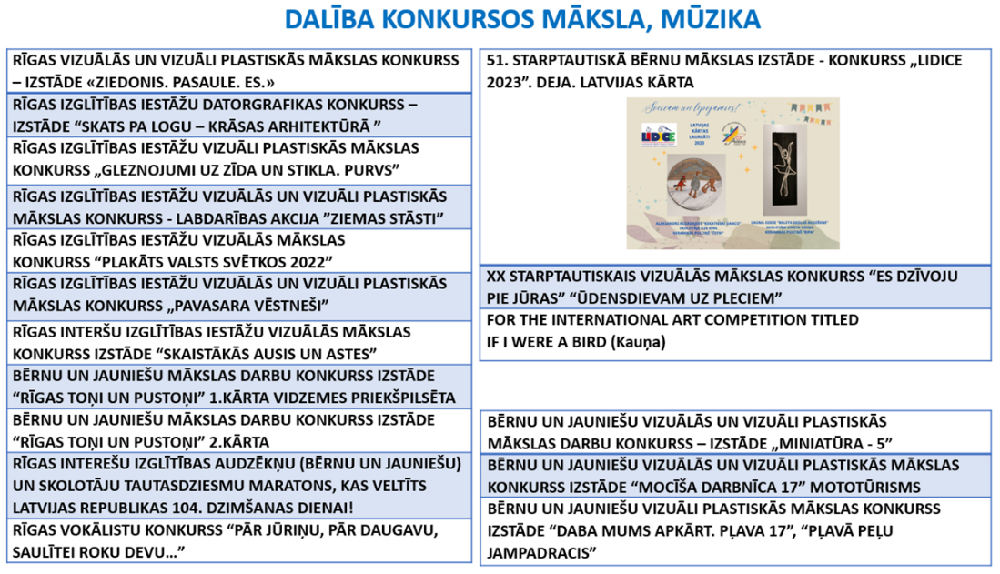 DALĪBA KONKURSOS MĀKSLA, MŪZIKA
RĪGAS VIZUĀLĀS UN VIZUĀLI PLASTISKĀS MĀKSLAS KONKURSS
– IZSTĀDE «ZIEDONIS. PASAULE. ES.»
RĪGAS IZGLĪTĪBAS IESTĀŽU DATORGRAFIKAS KONKURSS –
IZSTĀDE “SKATS PA LOGU – KRĀSAS ARHITEKTŪRĀ ”
RĪGAS IZGLĪTĪBAS IESTĀŽU VIZUĀLI PLASTISKĀS MĀKSLAS
KONKURSS „GLEZNOJUMI UZ ZĪDA UN STIKLA. PURVS”
RĪGAS IZGLĪTĪBAS IESTĀŽU VIZUĀLĀS UN VIZUĀLI PLASTISKĀS
MĀKSLAS KONKURSS - LABDARĪBAS AKCIJA ”ZIEMAS STĀSTI”
RĪGAS IZGLĪTĪBAS IESTĀŽU VIZUĀLĀS MĀKSLAS
KONKURSS “PLAKĀTS VALSTS SVĒTKOS 2022”
RĪGAS IZGLĪTĪBAS IESTĀŽU VIZUĀLĀS UN VIZUĀLI PLASTISKĀS
MĀKSLAS KONKURSS „PAVASARA VĒSTNEŠI”
RĪGAS INTERŠU IZGLĪTĪBAS IESTĀŽU VIZUĀLĀS MĀKSLAS
KONKURSS IZSTĀDE “SKAISTĀKĀS AUSIS UN ASTES”
BĒRNU UN JAUNIEŠU MĀKSLAS DARBU KONKURSS IZSTĀDE
“RĪGAS TOŅI UN PUSTOŅI” 1.KĀRTA VIDZEMES PRIEKŠPILSĒTA
BĒRNU UN JAUNIEŠU MĀKSLAS DARBU KONKURSS IZSTĀDE
“RĪGAS TOŅI UN PUSTOŅI” 2.KĀRTA
RĪGAS INTEREŠU IZGLĪTĪBAS AUDZĒKŅU (BĒRNU UN JAUNIEŠU)
UN SKOLOTĀJU TAUTASDZIESMU MARATONS, KAS VELTĪTS
LATVIJAS REPUBLIKAS 104. DZIMŠANAS DIENAI!
RĪGAS VOKĀLISTU KONKURSS “PĀR JŪRIŅU, PĀR DAUGAVU,
SAULĪTEI ROKU DEVU…”
51. STARPTAUTISKĀ BĒRNU MĀKSLAS IZSTĀDE - KONKURSS „LIDICE
2023”. DEJA. LATVIJAS KĀRTA
Sveicam un lepojamies!
LIDICE
LATVIJAS
KĀRTAS
LAUREĀTI
2023
XX STARPTAUTISKAIS VIZUĀLĀS MĀKSLAS KONKURSS “ES DZĪVOJU
PIE JŪRAS” “ŪDENSDIEVAM UZ PLECIEM”
FOR THE INTERNATIONAL ART COMPETITION TITLED
IF I WERE A BIRD (Kauņa)
BĒRNU UN JAUNIEŠU VIZUĀLĀS UN VIZUĀLI PLASTISKĀS
MĀKSLAS DARBU KONKURSS – IZSTĀDE „MINIATŪRA - 5”
BĒRNU UN JAUNIEŠU VIZUĀLĀS UN VIZUĀLI PLASTISKĀS MĀKSLAS
KONKURSS IZSTĀDE “MOCĪŠA DARBNĪCA 17” MOTOTŪRISMS
BĒRNU UN JAUNIEŠU VIZUĀLI PLASTISKĀS MĀKSLAS KONKURSS
IZSTĀDE “DABA MUMS APKĀRT. PĻAVA 17”, “PĻAVĀ PEĻU
JAMPADRACIS”